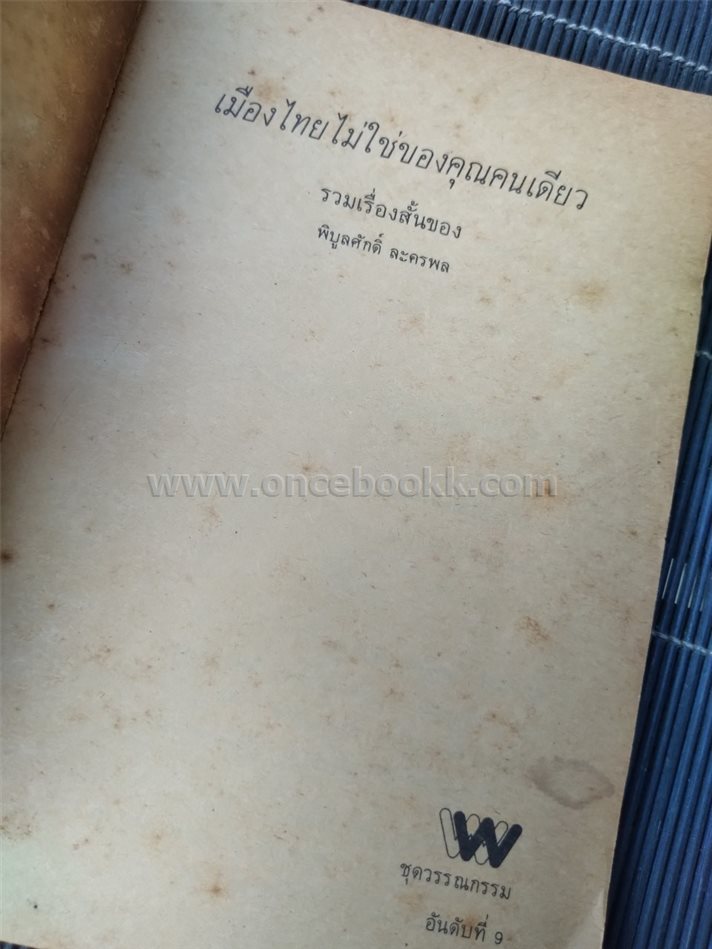 เมืองไทยไม่ใช่ของคุณคนเดียว
รวมเรื่องสั้นของ
พิบูลศักดิ์ ละครพล
www.oncebookk.com
W
ชุดวรรณกรรม
อันดับที่ 9